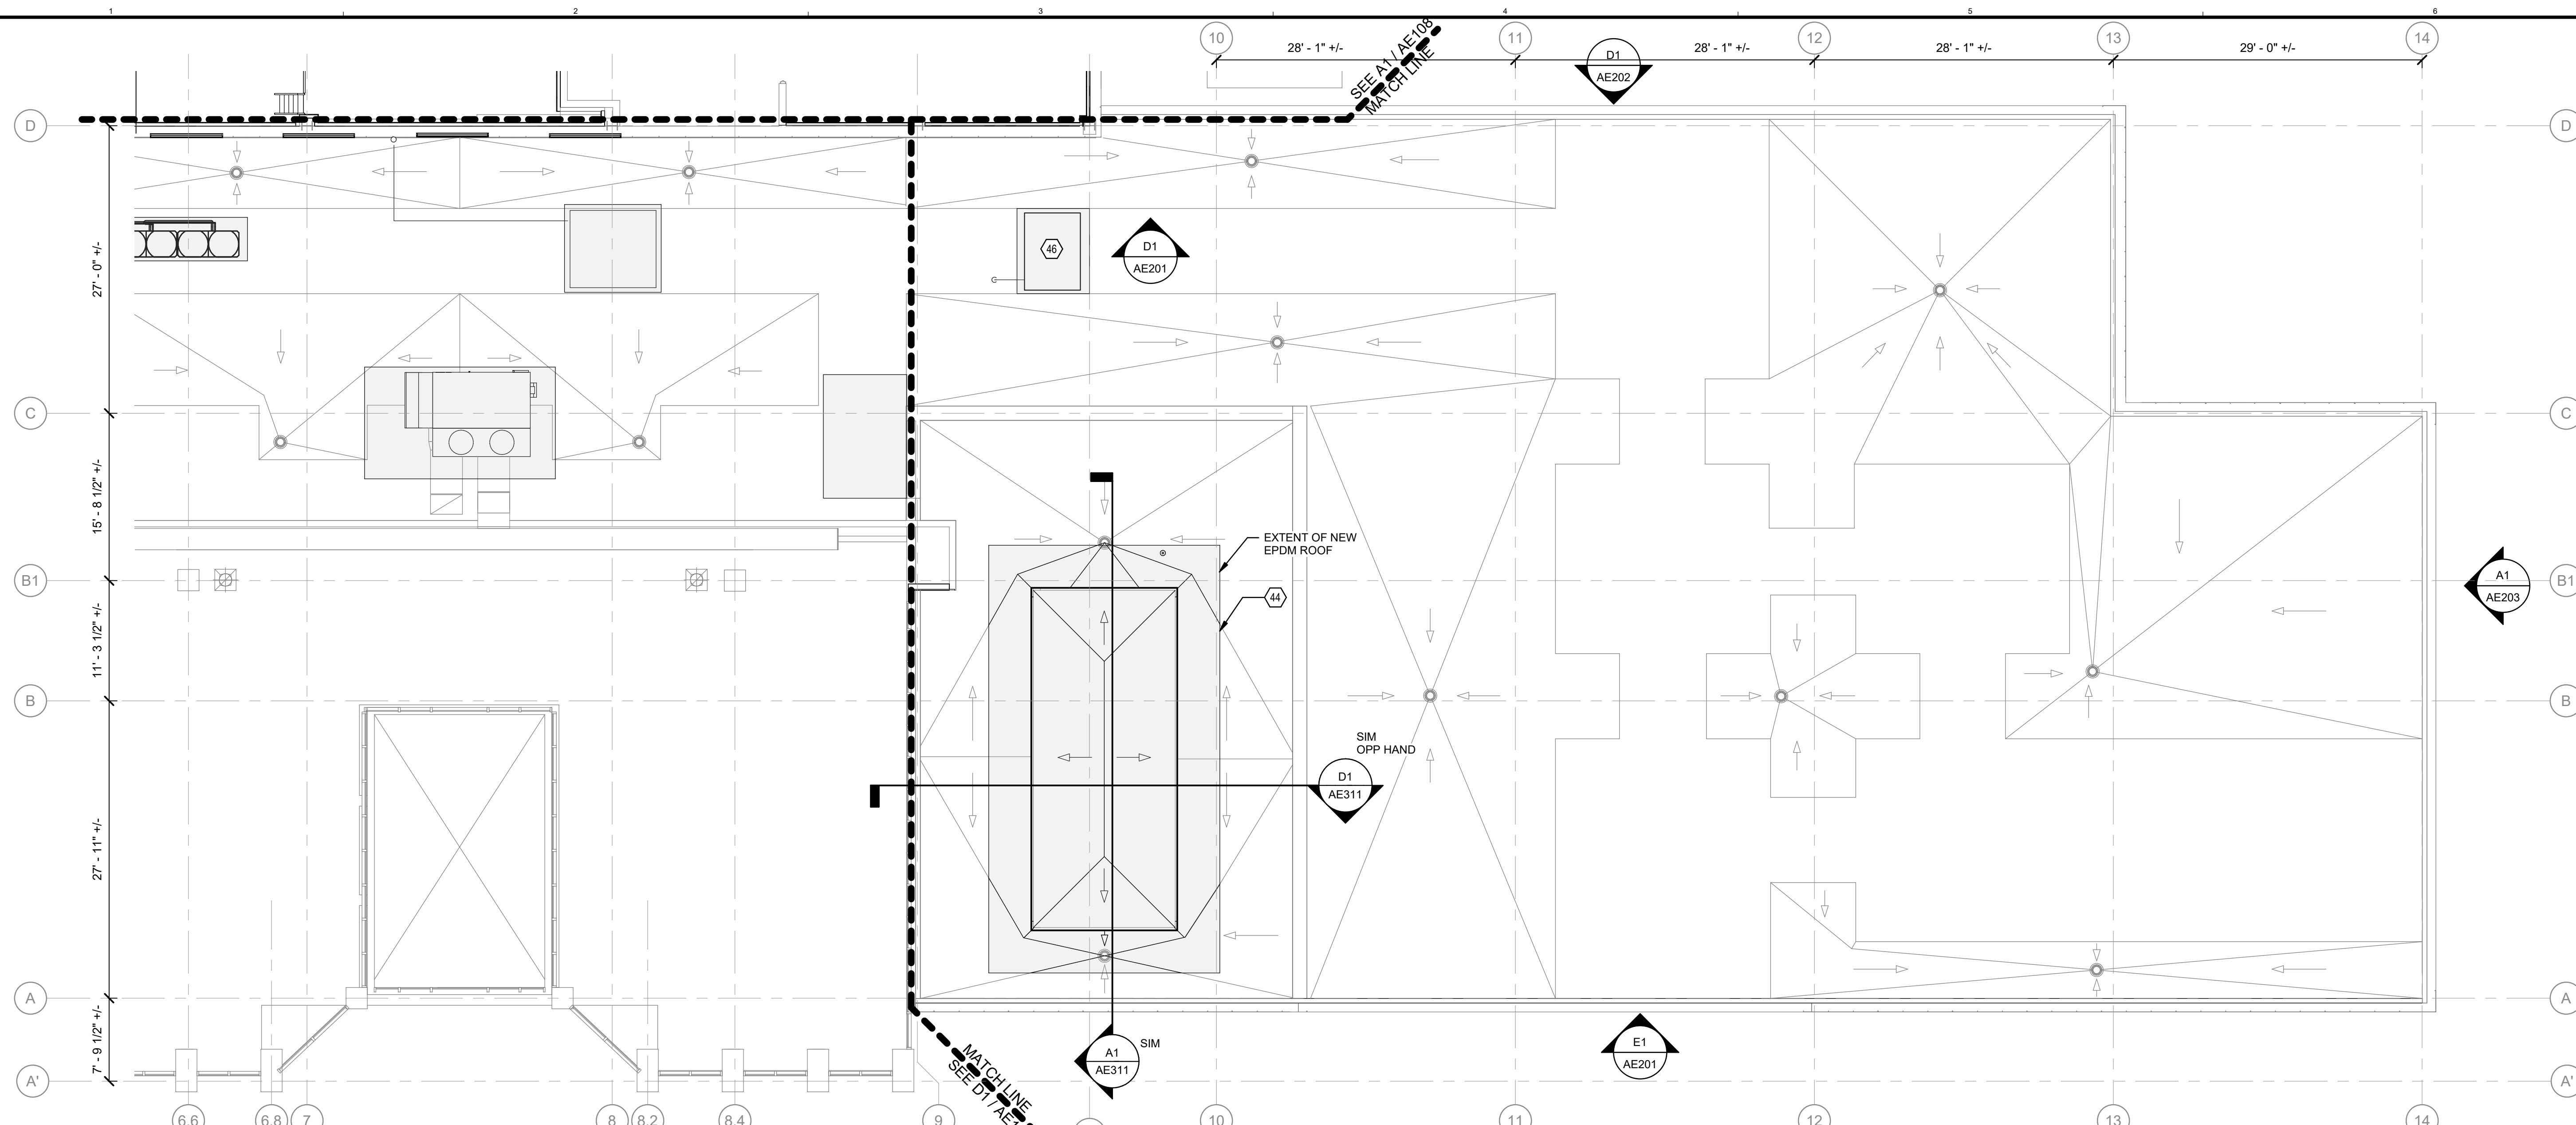 1
2
3
4
5
6
10
11
12
13
14
28' - 1" +/-
28' - 1" +/-
28' - 1" +/-
29' - 0" +/-
SEE A1 / AE108
MATCH LINE
D1
AE202
D
D
27' - 0" +/-
46
D1
AE201
C
C
15' - 8 1/2" +/-
EXTENT OF NEW
EPDM ROOF
B1
B1
44
A1
AE203
11' - 3 1/2" +/-
B
B
SIM
OPP HAND
D1
AE311
27' - 11" +/-
A
A
7' - 9 1/2" +/-
A1
AE311
SIM
E1
AE201
MATCH LINE
SEE D1 /
A'
A'
6.6
6.8
7
8
8.2
8.4
9
10
11
12
13
14